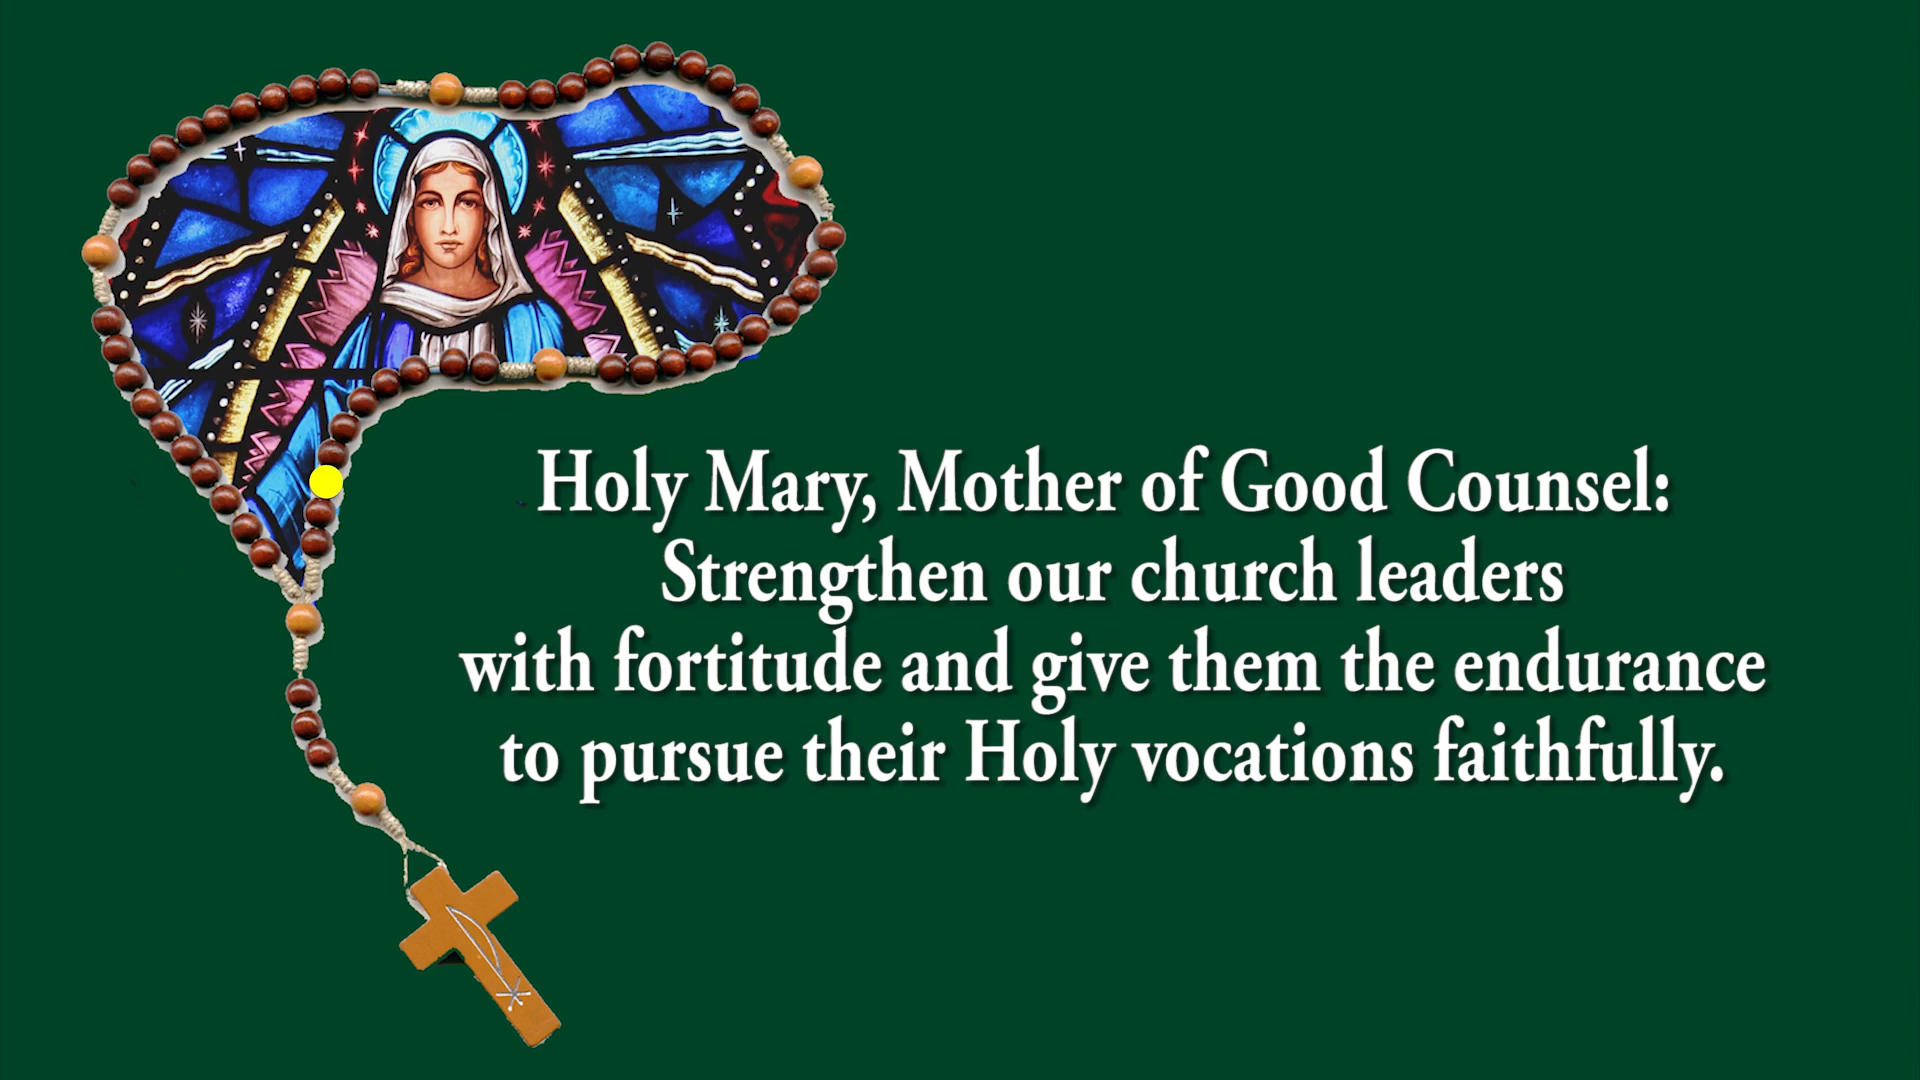 Holy Mary, Mother of Good Counsel:
Strengthen our church leaders
with fortitude and give them the endurance
to pursue their Holy vocations faithfully.